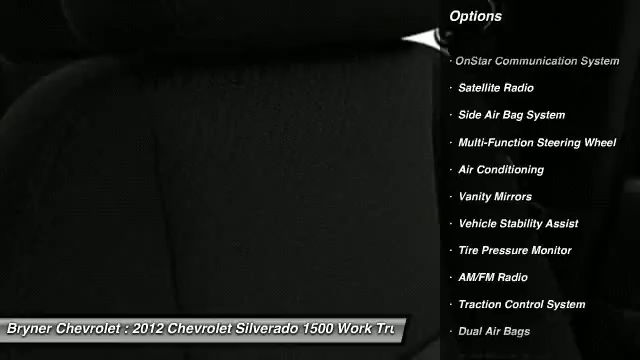 Options
· OnStar Communication System
· Satellite Radio
· Side Air Bag System
· Multi-Function Steering Wheel
· Air Conditioning
· Vanity Mirrors
· Vehicle Stability Assist
· Tire Pressure Monitor
· AM/FM Radio
· Traction Control System
· Dual Air Bags
Bryner Chevrolet : 2012 Chevrolet Silverado 1500 Work Tru